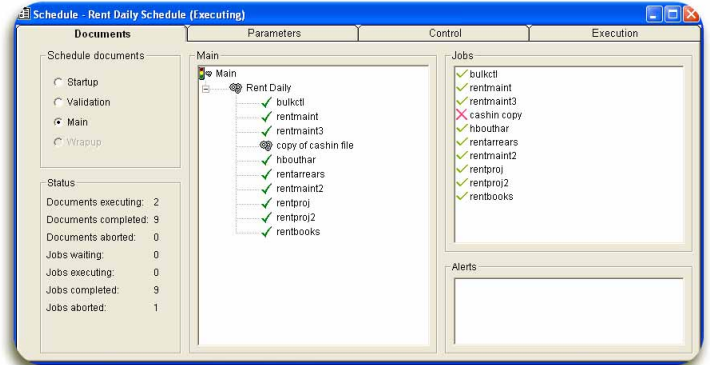 Schedule - Rent Daily Schedule (Executing)
Documents
Parameters
Control
Execution
Schedule documents
Startup
Validation
Main
Wrapup
Status
Documents executing: 2
Documents completed: 9
Documents aborted: 0
Jobs waiting: 0
Jobs executing: 0
Jobs completed: 9
Jobs aborted: 1
Main
Main
Rent Daily
bulkctl
rentmaint
rentmaint3
copy of cashin file
hbouthar
rentarrears
rentmaint2
rentproj
rentproj2
rentbooks
Jobs
bulkctl
rentmaint
rentmaint3
cashin copy
hbouthar
rentarrears
rentmaint2
rentproj
rentproj2
rentbooks
Alerts